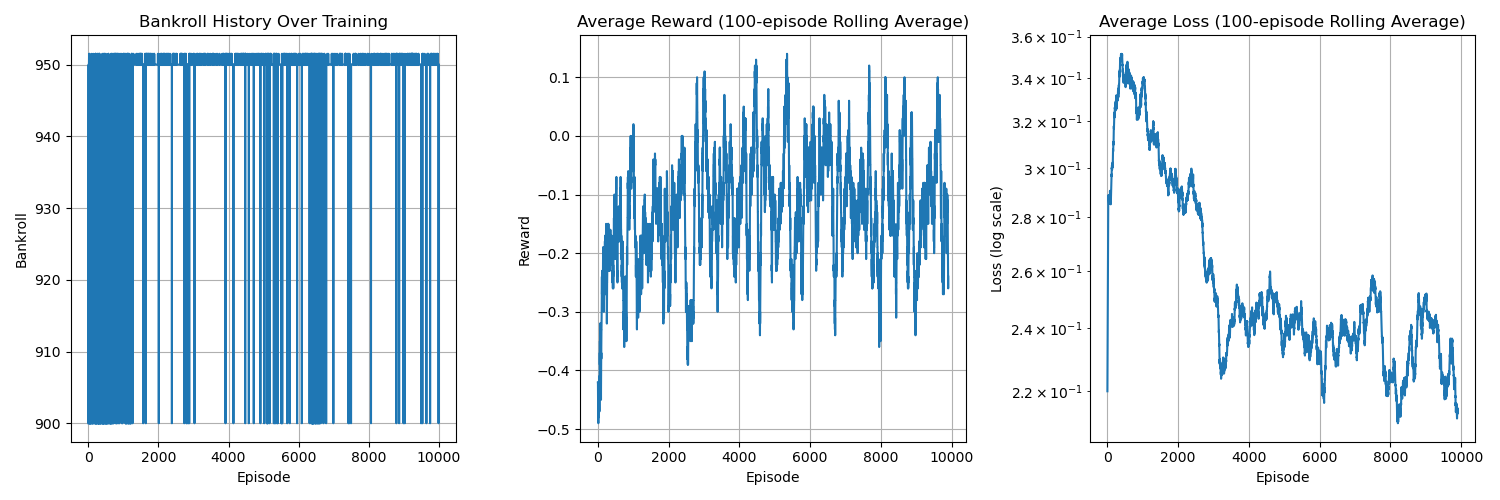 Bankroll History Over Training
Bankroll
950
940
930
920
910
900
0 2000 4000 6000 8000 10000
Episode
Average Reward (100-episode Rolling Average)
Reward
0.1
0.0
−0.1
−0.2
−0.3
−0.4
−0.5
0 2000 4000 6000 8000 10000
Episode
Average Loss (100-episode Rolling Average)
Loss (log scale)
3.6 × 10⁻¹
3.4 × 10⁻¹
3.2 × 10⁻¹
3 × 10⁻¹
2.8 × 10⁻¹
2.6 × 10⁻¹
2.4 × 10⁻¹
2.2 × 10⁻¹
0 2000 4000 6000 8000 10000
Episode